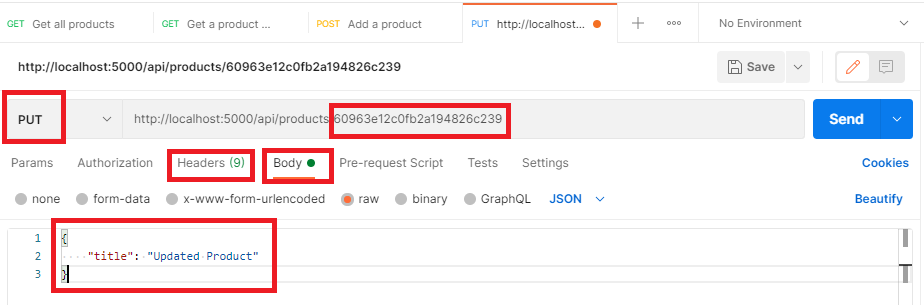 GET Get all products GET Get a product ... POST Add a product PUT http://localhost:... No Environment
http://localhost:5000/api/products/60963e12c0fb2a194826c239 Save
PUT http://localhost:5000/api/products/60963e12c0fb2a194826c239 Send
Params Authorization Headers (9) Body Pre-request Script Tests Settings Cookies
none form-data x-www-form-urlencoded raw binary GraphQL JSON Beautify
1 {
2 "title": "Updated Product"
3 }